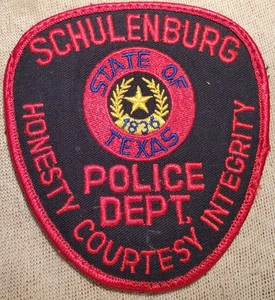 SCHULENBURG
STATE OF
1836
TEXAS
POLICE
DEPT.
HONESTY COURTESY INTEGRITY